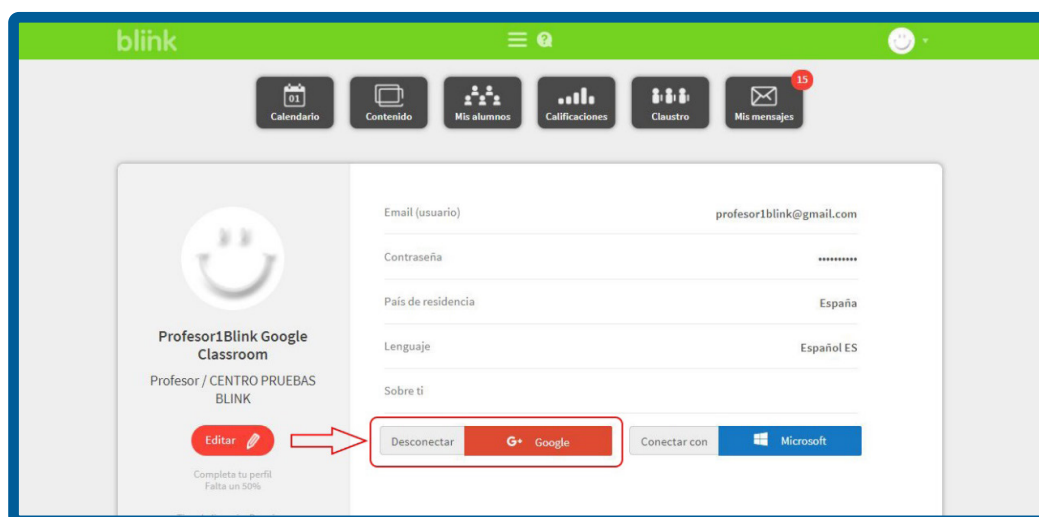 blink
15
01
Calendario
Contenido
Mis alumnos
Calificaciones
Claustro
Mis mensajes
Email (usuario) profesor1blink@gmail.com
Contraseña ••••••••••
País de residencia España
Lenguaje Español ES
Sobre ti
Profesor1Blink Google
Classroom
Profesor / CENTRO PRUEBAS
BLINK
Editar
Completa tu perfil
Falta un 50%
Desconectar G+ Google
Conectar con Microsoft